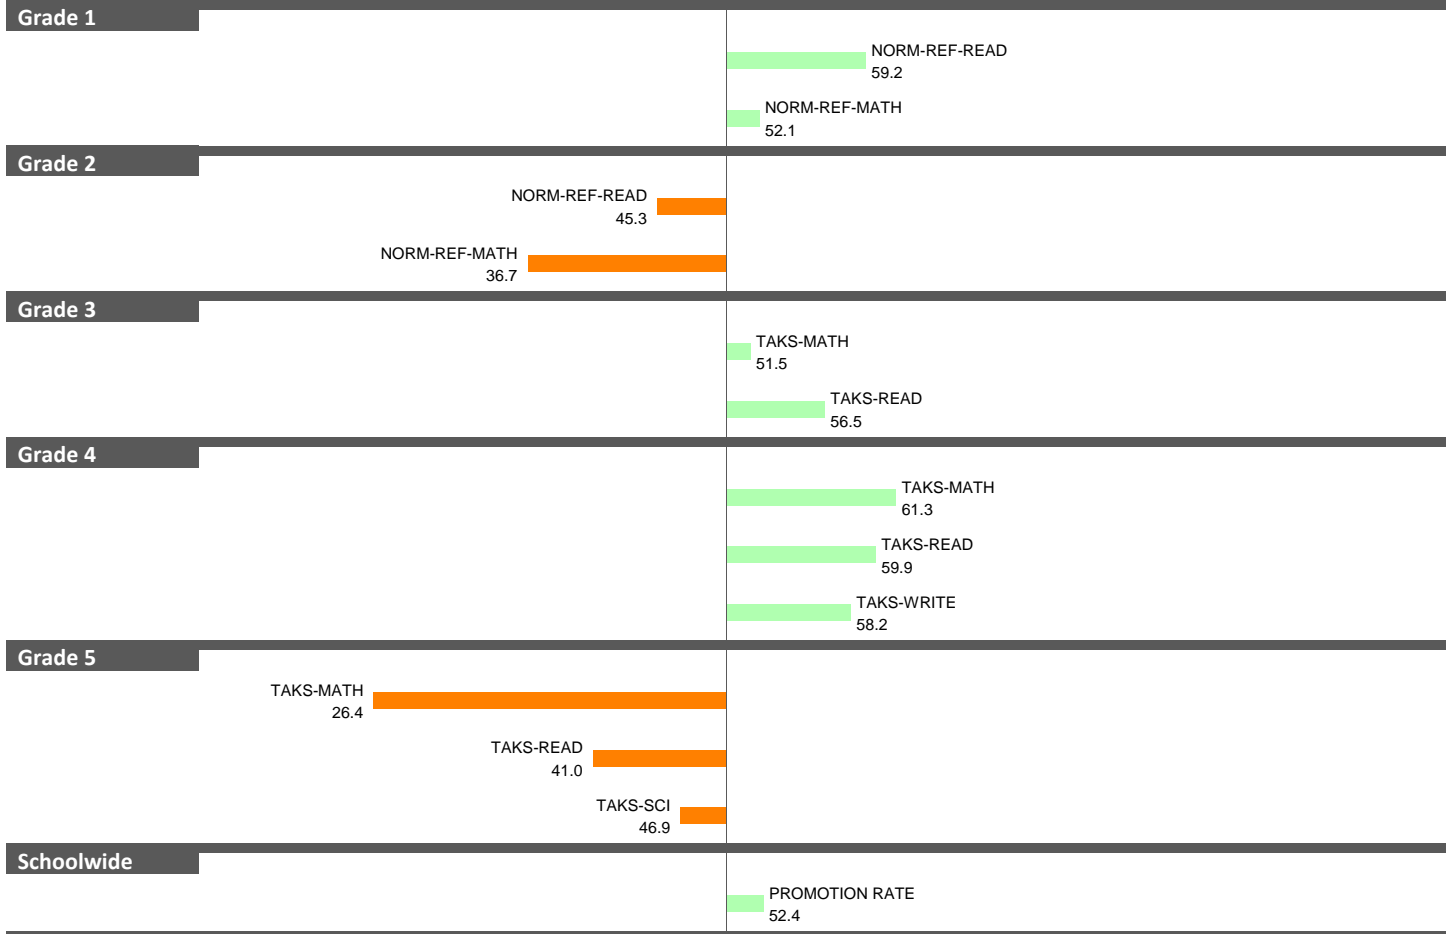 Grade 1
NORM-REF-READ
59.2
NORM-REF-MATH
52.1
Grade 2
NORM-REF-READ
45.3
NORM-REF-MATH
36.7
Grade 3
TAKS-MATH
51.5
TAKS-READ
56.5
Grade 4
TAKS-MATH
61.3
TAKS-READ
59.9
TAKS-WRITE
58.2
Grade 5
TAKS-MATH
26.4
TAKS-READ
41.0
TAKS-SCI
46.9
Schoolwide
PROMOTION RATE
52.4